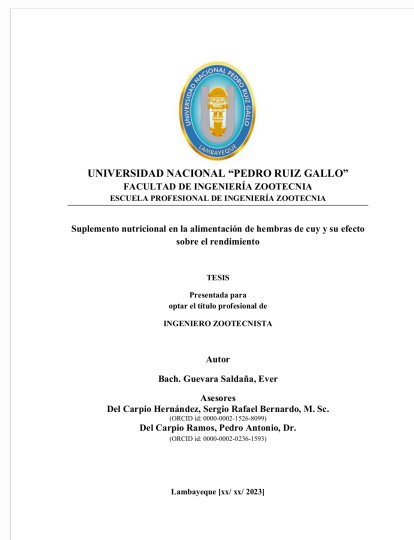 UNIVERSIDAD NACIONAL PEDRO RUIZ GALLO
LAMBAYEQUE
UNIVERSIDAD NACIONAL “PEDRO RUIZ GALLO”
FACULTAD DE INGENIERÍA ZOOTECNIA
ESCUELA PROFESIONAL DE INGENIERÍA ZOOTECNIA
Suplemento nutricional en la alimentación de hembras de cuy y su efecto
sobre el rendimiento
TESIS
Presentada para
optar el título profesional de
INGENIERO ZOOTECNISTA
Autor
Bach. Guevara Saldaña, Ever
Asesores
Del Carpio Hernández, Sergio Rafael Bernardo, M. Sc.
(ORCID id: 0000-0002-1526-8099)
Del Carpio Ramos, Pedro Antonio, Dr.
(ORCID id: 0000-0002-0236-1593)
Lambayeque [xx/ xx/ 2023]